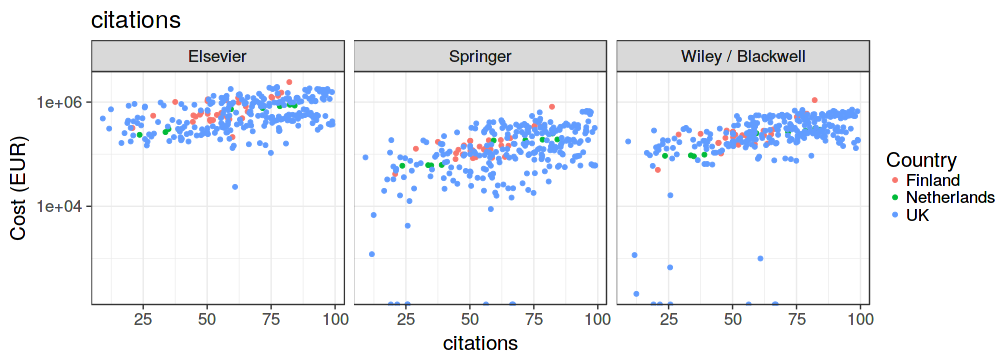 citations
Elsevier
Springer
Wiley / Blackwell
Cost (EUR)
1e+06
1e+04
25 50 75 100
25 50 75 100
25 50 75 100
citations
Country
Finland
Netherlands
UK